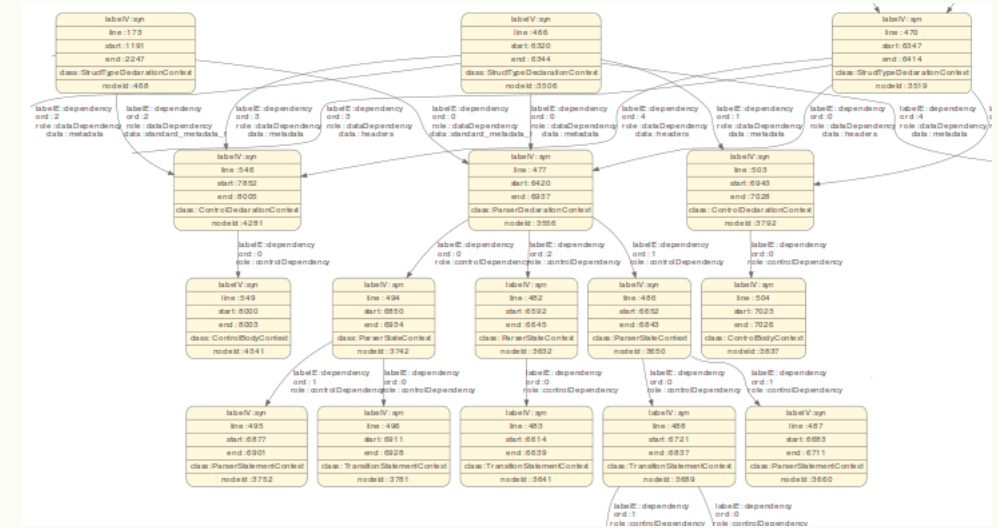 labelV:syn
line:173
start:1191
end:2247
class:StructTypeDeclarationContext
nodeId:468
labelV:syn
line:466
start:6320
end:6344
class:StructTypeDeclarationContext
nodeId:3506
labelV:syn
line:470
start:6347
end:6414
class:StructTypeDeclarationContext
nodeId:3519
labelE:dependency
ord:2
role:dataDependency
data:metadata
labelE:dependency
ord:2
role:dataDependency
data:standard_metadata_t
labelE:dependency
ord:3
role:dataDependency
data:metadata
labelE:dependency
ord:3
role:dataDependency
data:headers
labelE:dependency
ord:0
role:dataDependency
data:standard_metadata_t
labelE:dependency
ord:0
role:dataDependency
data:metadata
labelE:dependency
ord:4
role:dataDependency
data:headers
labelE:dependency
ord:1
role:dataDependency
data:metadata
labelE:dependency
ord:0
role:dataDependency
data:headers
labelE:dependency
ord:4
role:dataDependency
data:metadata
labelV:syn
line:546
start:7852
end:8005
class:ControlDeclarationContext
nodeId:4281
labelV:syn
line:477
start:6420
end:6937
class:ParserDeclarationContext
nodeId:3556
labelV:syn
line:503
start:6943
end:7028
class:ControlDeclarationContext
nodeId:3792
labelE:dependency
ord:0
role:controlDependency
labelE:dependency
ord:0
role:controlDependency
labelE:dependency
ord:2
role:controlDependency
labelE:dependency
ord:1
role:controlDependency
labelE:dependency
ord:0
role:controlDependency
labelV:syn
line:549
start:8000
end:8003
class:ControlBodyContext
nodeId:4341
labelV:syn
line:494
start:6850
end:6934
class:ParserStateContext
nodeId:3742
labelV:syn
line:482
start:6592
end:6645
class:ParserStateContext
nodeId:3632
labelV:syn
line:486
start:6652
end:6843
class:ParserStateContext
nodeId:3650
labelV:syn
line:504
start:7023
end:7026
class:ControlBodyContext
nodeId:3837
labelE:dependency
ord:1
role:controlDependency
labelE:dependency
ord:0
role:controlDependency
labelE:dependency
ord:0
role:controlDependency
labelE:dependency
ord:0
role:controlDependency
labelE:dependency
ord:1
role:controlDependency
labelV:syn
line:495
start:6877
end:6901
class:ParserStatementContext
nodeId:3752
labelV:syn
line:496
start:6911
end:6928
class:TransitionStatementContext
nodeId:3781
labelV:syn
line:483
start:6614
end:6639
class:TransitionStatementContext
nodeId:3641
labelV:syn
line:488
start:6721
end:6837
class:TransitionStatementContext
nodeId:3689
labelV:syn
line:487
start:6683
end:6711
class:ParserStatementContext
nodeId:3660
labelE:dependency
ord:1
role:controlDependency
labelE:dependency
ord:0
role:controlDependency